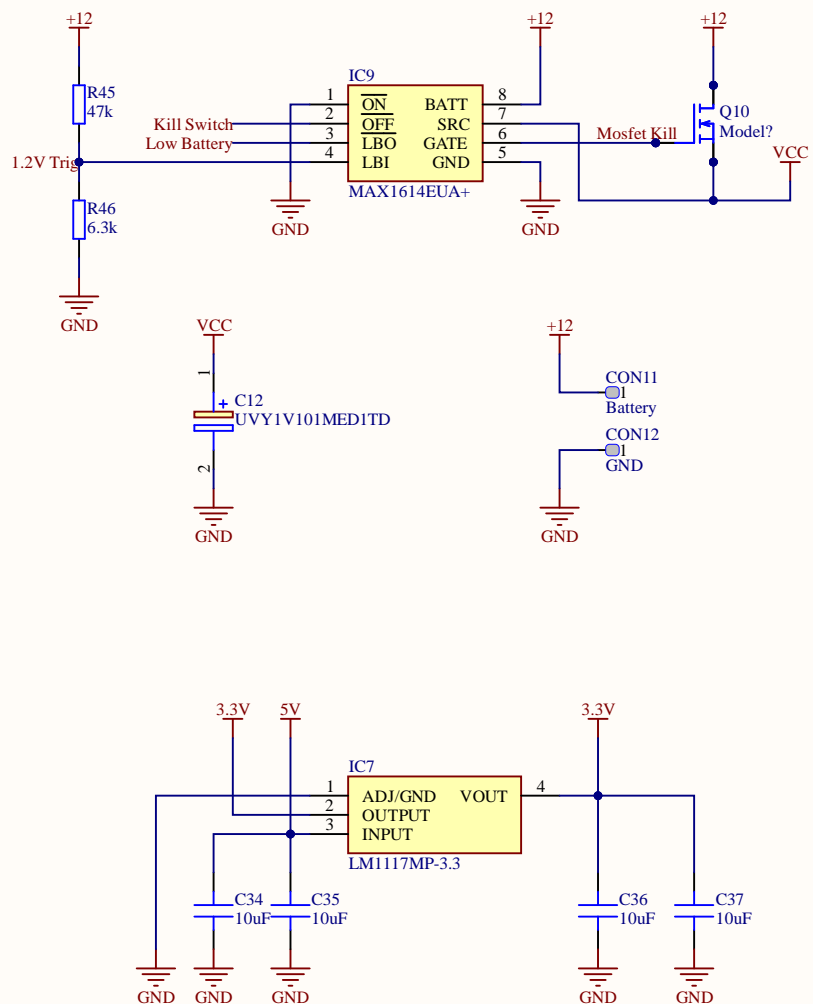 +12
+12
+12
R45
47k
IC9
1 ON BATT 8
2 OFF SRC 7
3 LBO GATE 6
4 LBI GND 5
MAX1614EUA+
Kill Switch
Low Battery
1.2V Trig
R46
6.3k
GND
GND
GND
Mosfet Kill
Q10
Model?
VCC
VCC
1
C12
+
UVY1V101MED1TD
2
GND
+12
CON11
1
Battery
CON12
1
GND
GND
3.3V
5V
3.3V
IC7
1 ADJ/GND VOUT 4
2 OUTPUT
3 INPUT
LM1117MP-3.3
C34
10uF
C35
10uF
C36
10uF
C37
10uF
GND
GND
GND
GND
GND